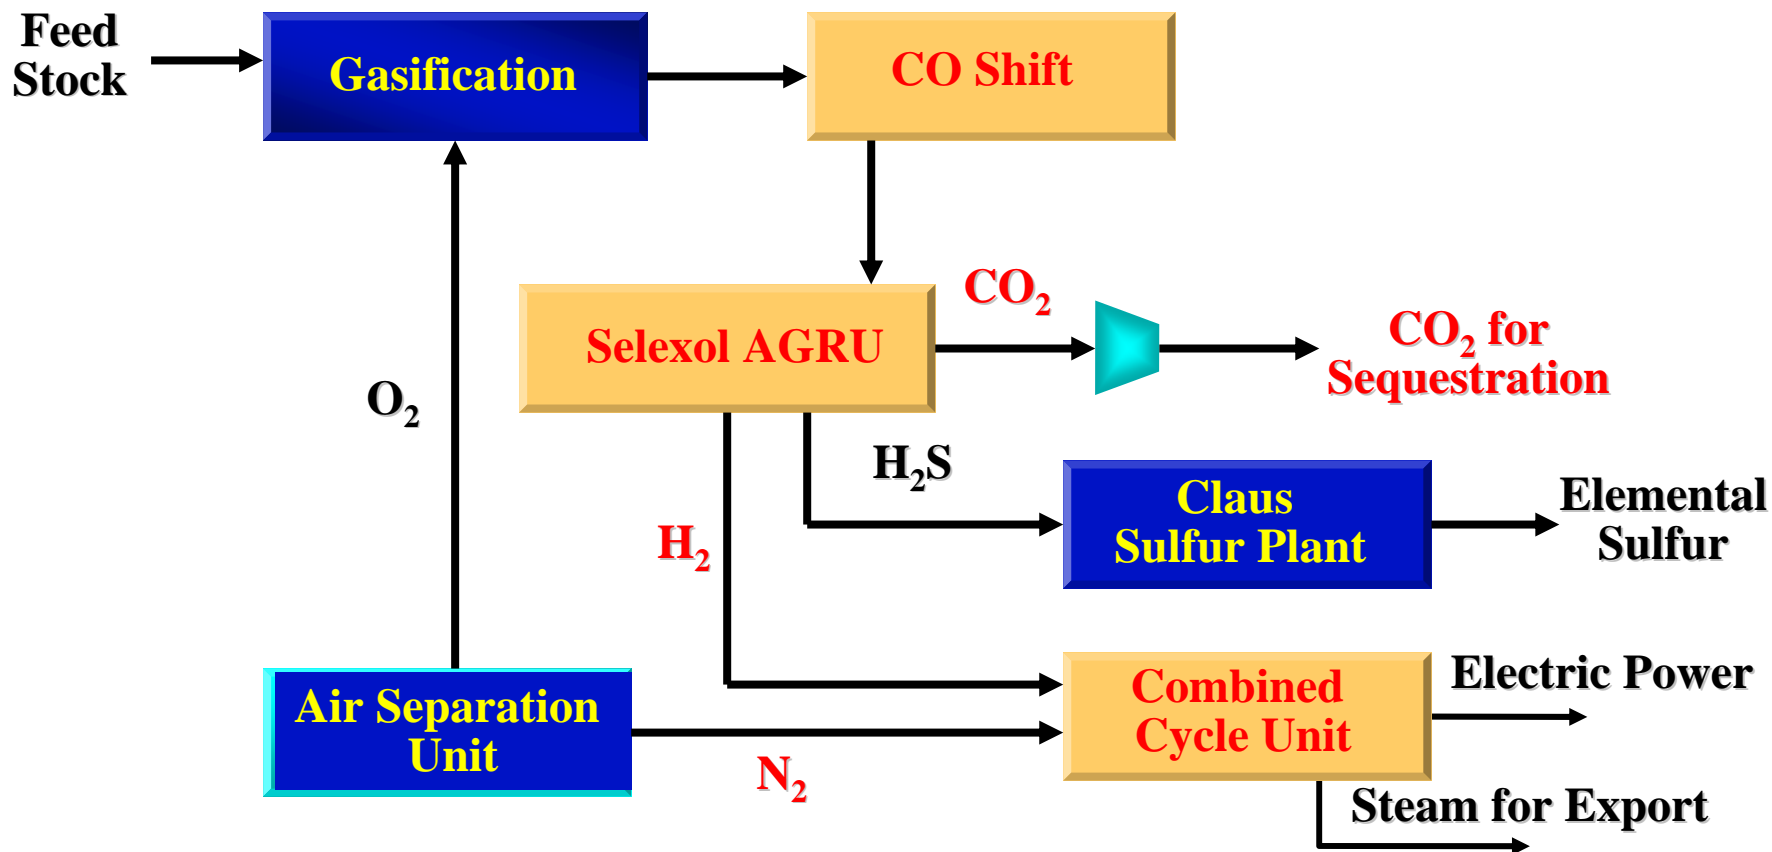 Feed
Stock
Gasification
CO Shift
Selexol AGRU
CO₂
CO₂ for
Sequestration
O₂
H₂S
Claus
Sulfur Plant
Elemental
Sulfur
H₂
Air Separation
Unit
N₂
Combined
Cycle Unit
Electric Power
Steam for Export